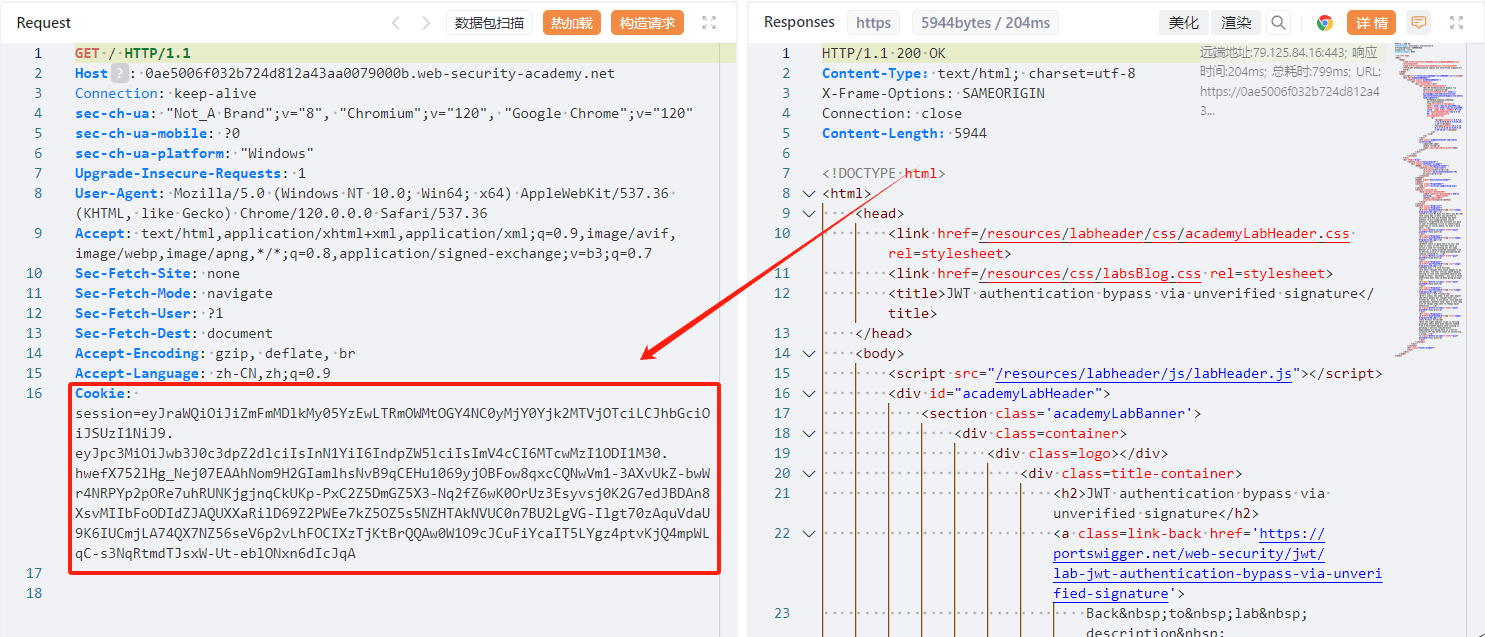 Request
数据包扫描
热加载
构造请求
1 GET / HTTP/1.1
2 Host ? : 0ae5006f032b724d812a43aa0079000b.web-security-academy.net
3 Connection: keep-alive
4 sec-ch-ua: "Not_A Brand";v="8", "Chromium";v="120", "Google Chrome";v="120"
5 sec-ch-ua-mobile: ?0
6 sec-ch-ua-platform: "Windows"
7 Upgrade-Insecure-Requests: 1
8 User-Agent: Mozilla/5.0 (Windows NT 10.0; Win64; x64) AppleWebKit/537.36
(KHTML, like Gecko) Chrome/120.0.0.0 Safari/537.36
9 Accept: text/html,application/xhtml+xml,application/xml;q=0.9,image/avif,
image/webp,image/apng,*/*;q=0.8,application/signed-exchange;v=b3;q=0.7
10 Sec-Fetch-Site: none
11 Sec-Fetch-Mode: navigate
12 Sec-Fetch-User: ?1
13 Sec-Fetch-Dest: document
14 Accept-Encoding: gzip, deflate, br
15 Accept-Language: zh-CN,zh;q=0.9
16 Cookie:
session=eyJraWQiOiJiZmFmMDlkMy05YzEwLTRmOWMtOGY4NC0yMjY0Yjk2MTVjOTciLCJhbGciO
iJSUzI1NiJ9.
eyJpc3MiOiJwb3J0c3dpZ2dlciIsInN1YiI6IndpZW5lciIsImV4cCI6MTcwMzI1ODI1M30.
hwefX752lHg_Nej07EAAhNom9H2GIamlhsNvB9qCEHu1069yjOBFow8qxcCQNwVm1-3AXvUkZ-bwW
r4NRPYp2pORe7uhRUNKjgjnqCkUKp-PxC2Z5DmGZ5X3-Nq2fZ6wK0OrUz3Esyvsj0K2G7edJBDAn8
XsvMIIbFoODIdZJAQUXXaRilD69Z2PWEe7kZ5OZ5s5NZHTAkNVUC0n7BU2LgVG-Ilgt70zAquVdaU
9K6IUCmjLA74QX7NZ56seV6p2vLhFOCIXzTjKtBrQQAw0W1O9cJCuFiYcaIT5LYgz4ptvKjQ4mpWL
qC-s3NqRtmdTJsxW-Ut-eblONxn6dIcJqA
17
18
Responses
https
5944bytes / 204ms
美化
渲染
详 情
1 HTTP/1.1 200 OK
2 Content-Type: text/html; charset=utf-8
3 X-Frame-Options: SAMEORIGIN
4 Connection: close
5 Content-Length: 5944
远端地址:79.125.84.16:443; 响应
时间:204ms; 总耗时:799ms; URL:
https://0ae5006f032b724d812a4
3...
6
7 <!DOCTYPE html>
8 <html>
9 <head>
10 <link href=/resources/labheader/css/academyLabHeader.css
rel=stylesheet>
11 <link href=/resources/css/labsBlog.css rel=stylesheet>
12 <title>JWT authentication bypass via unverified signature</
title>
13 </head>
14 <body>
15 <script src="/resources/labheader/js/labHeader.js"></script>
16 <div id="academyLabHeader">
17 <section class='academyLabBanner'>
18 <div class=container>
19 <div class=logo></div>
20 <div class=title-container>
21 <h2>JWT authentication bypass via
unverified signature</h2>
22 <a class=link-back href='https://
portswigger.net/web-security/jwt/
lab-jwt-authentication-bypass-via-unveri
fied-signature'>
23 Back&nbsp;to&nbsp;lab&nbsp;
description&nbsp;